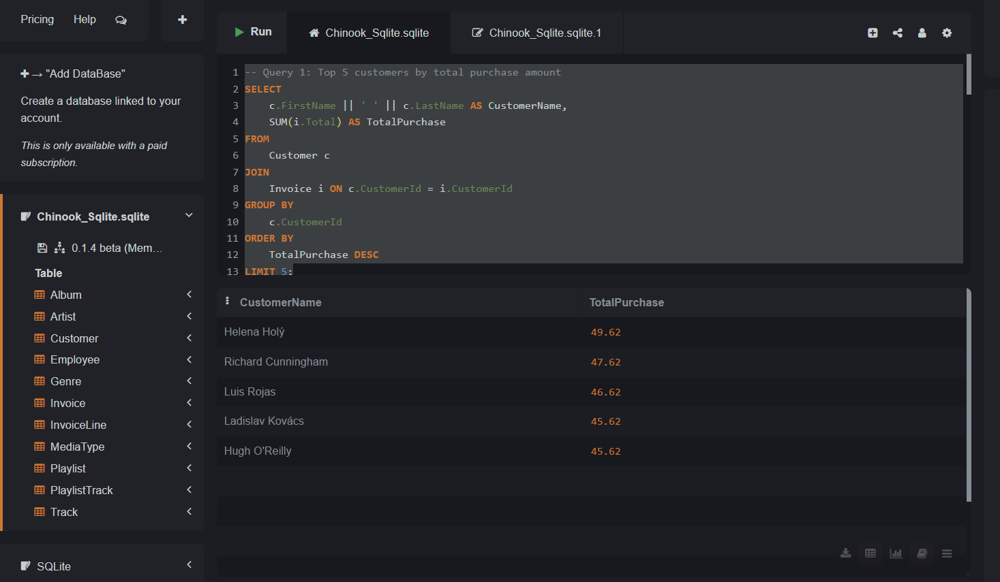 Pricing Help
"Add DataBase"
Create a database linked to your
account.
This is only available with a paid
subscription.
Chinook_Sqlite.sqlite
0.1.4 beta (Mem...
Table
Album
Artist
Customer
Employee
Genre
Invoice
InvoiceLine
MediaType
Playlist
PlaylistTrack
Track
SQLite
Run Chinook_Sqlite.sqlite Chinook_Sqlite.sqlite.1
1 -- Query 1: Top 5 customers by total purchase amount
2 SELECT
3     c.FirstName || ' ' || c.LastName AS CustomerName,
4     SUM(i.Total) AS TotalPurchase
5 FROM
6     Customer c
7 JOIN
8     Invoice i ON c.CustomerId = i.CustomerId
9 GROUP BY
10     c.CustomerId
11 ORDER BY
12     TotalPurchase DESC
13 LIMIT 5;
CustomerName TotalPurchase
Helena Holý 49.62
Richard Cunningham 47.62
Luis Rojas 46.62
Ladislav Kovács 45.62
Hugh O'Reilly 45.62